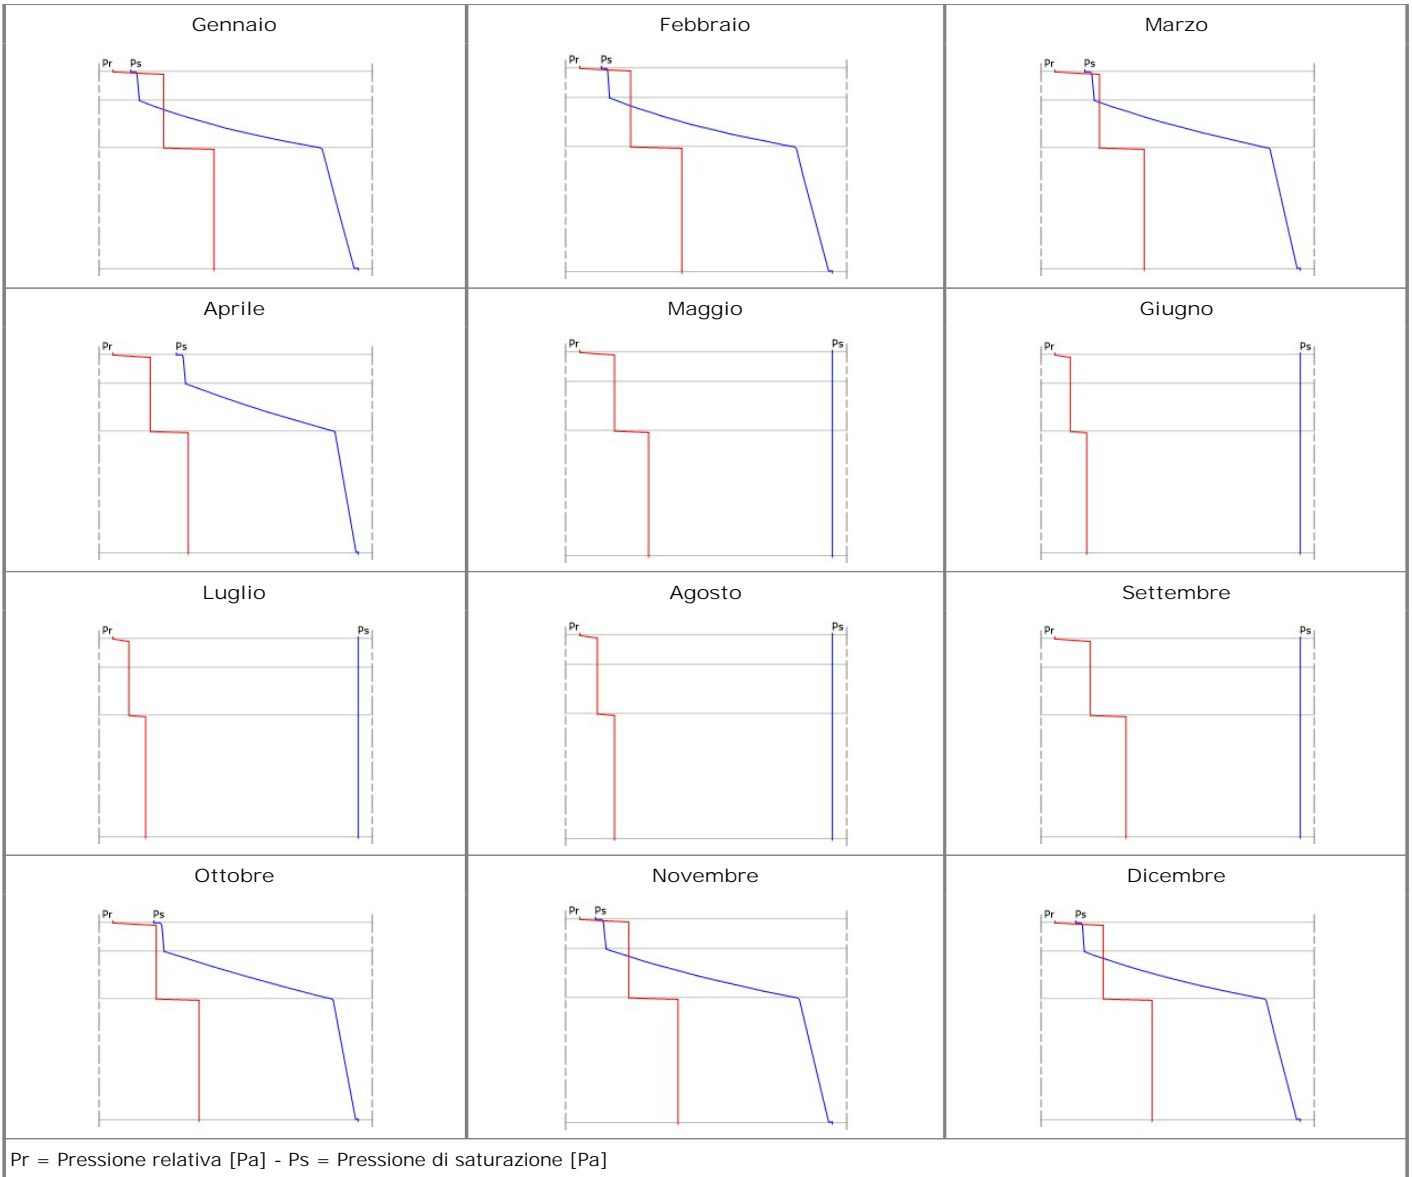 Gennaio Febbraio Marzo
Pr Ps Pr Ps Pr Ps
Aprile Maggio Giugno
Pr Ps Pr Ps Pr Ps
Luglio Agosto Settembre
Pr Ps Pr Ps Pr Ps
Ottobre Novembre Dicembre
Pr Ps Pr Ps Pr Ps
Pr = Pressione relativa [Pa] - Ps = Pressione di saturazione [Pa]